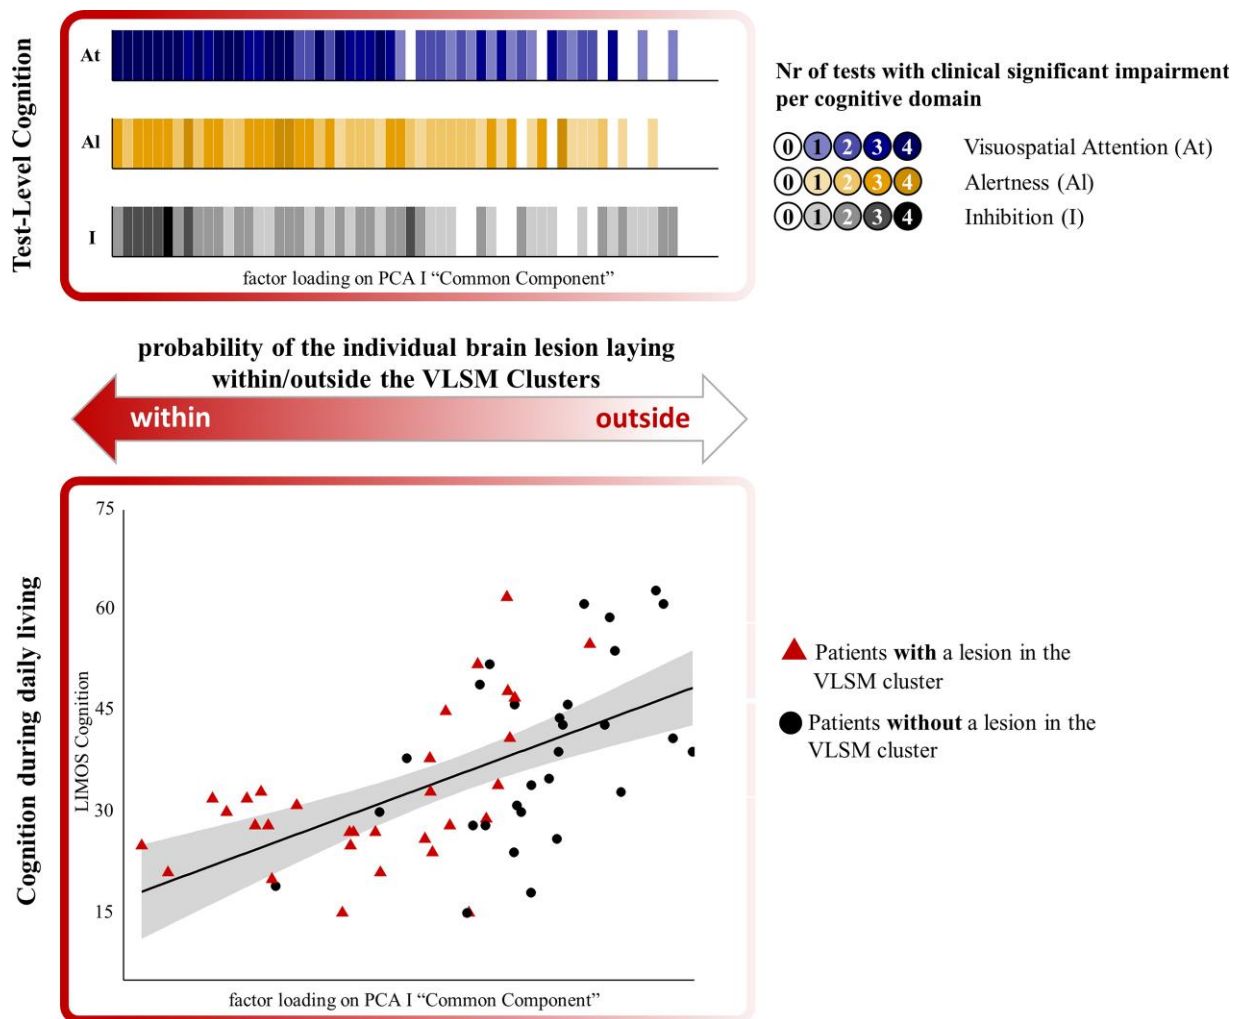 Test-Level Cognition
At
Al
I
factor loading on PCA I “Common Component”
Nr of tests with clinical significant impairment
per cognitive domain
0 1 2 3 4 Visuospatial Attention (At)
0 1 2 3 4 Alertness (Al)
0 1 2 3 4 Inhibition (I)
probability of the individual brain lesion laying
within/outside the VLSM Clusters
within outside
Cognition during daily living
LIMOS Cognition
75
60
45
30
15
factor loading on PCA I “Common Component”
Patients with a lesion in the
VLSM cluster
Patients without a lesion in the
VLSM cluster